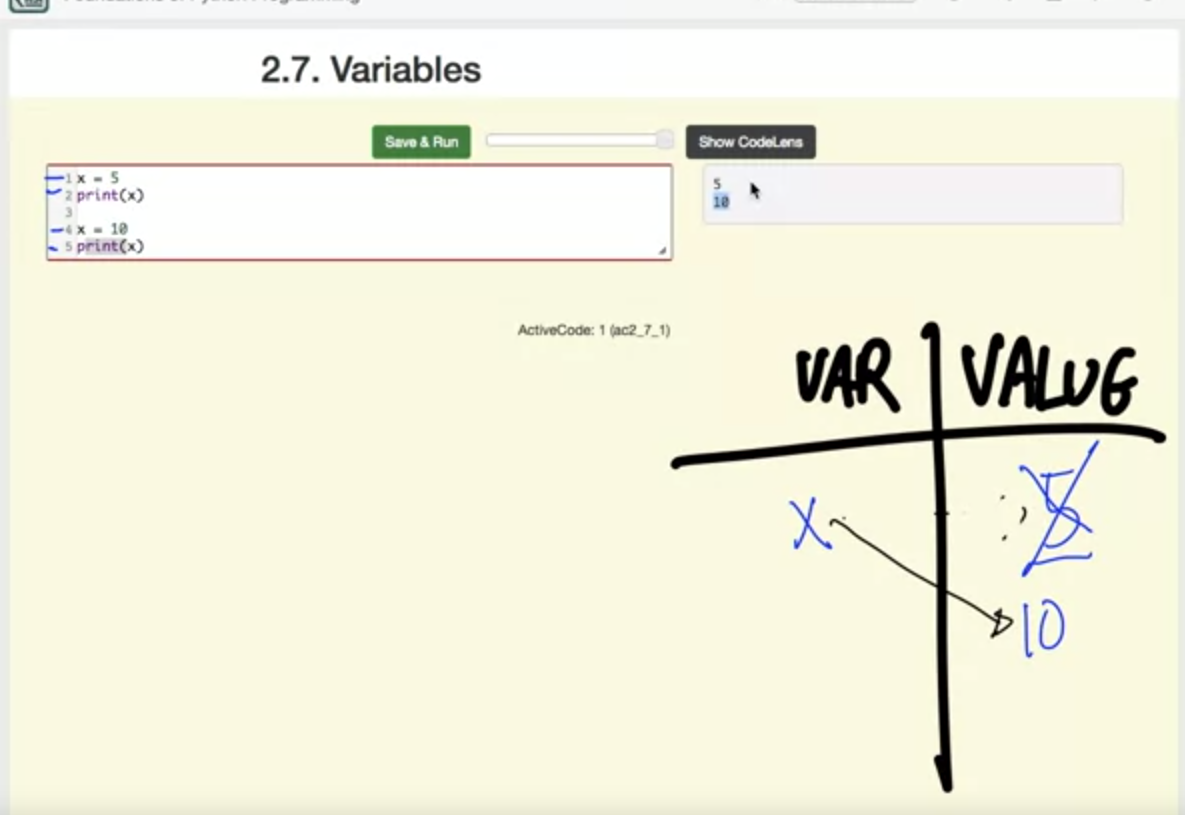 2.7. Variables
Save & Run
Show CodeLens
1 x = 5
2 print(x)
3
4 x = 10
5 print(x)
5
10
ActiveCode: 1 (ac2_7_1)
VAR VALUE
X 5
10